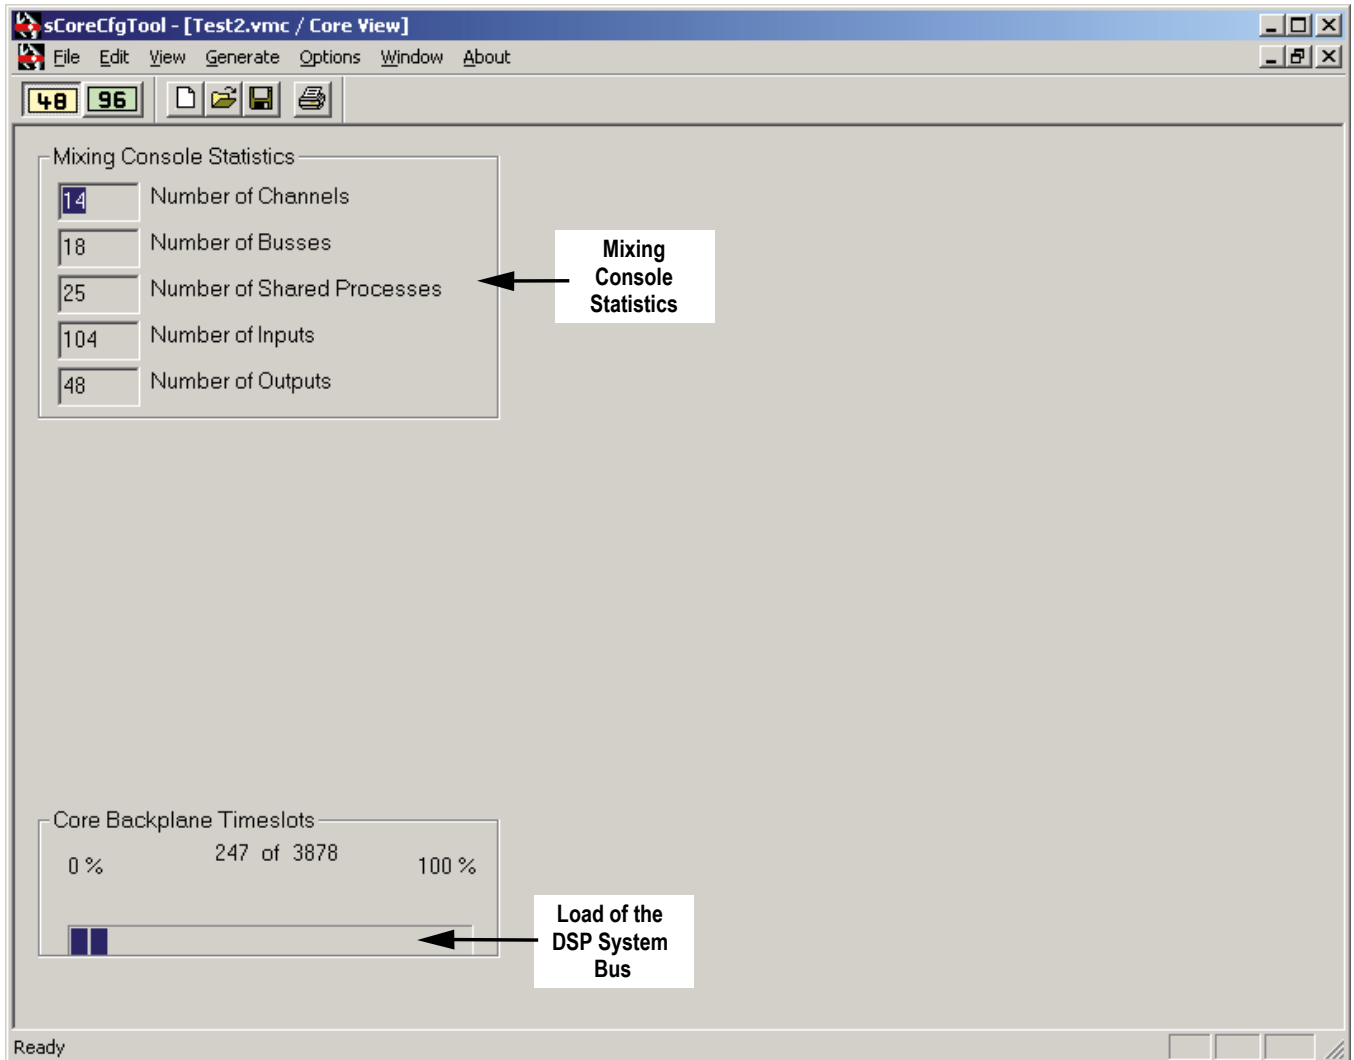 sCoreCfgTool - [Test2.vmc / Core View]
File Edit View Generate Options Window About
48 96
Mixing Console Statistics
14 Number of Channels
18 Number of Busses
25 Number of Shared Processes
104 Number of Inputs
48 Number of Outputs
Mixing
Console
Statistics
Core Backplane Timeslots
247 of 3878
0 % 100 %
Load of the
DSP System
Bus
Ready